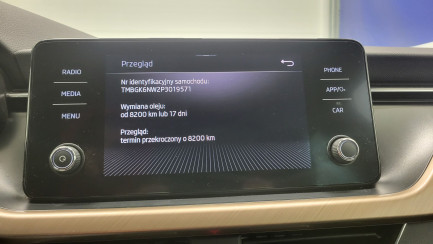 Przegląd
RADIO
MEDIA
MENU
Nr identyfikacyjny samochodu:
TMBGK6NW2P3019571
Wymiana oleju:
od 8200 km lub 17 dni
Przegląd:
termin przekroczony o 8200 km
PHONE
APP/
CAR